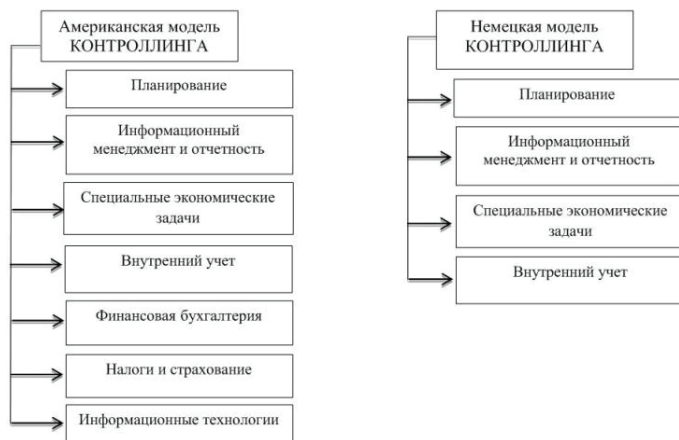 Американская модель
КОНТРОЛЛИНГА
Планирование
Информационный
менеджмент и отчетность
Специальные экономические
задачи
Внутренний учет
Финансовая бухгалтерия
Налоги и страхование
Информационные технологии
Немецкая модель
КОНТРОЛЛИНГА
Планирование
Информационный
менеджмент и отчетность
Специальные экономические
задачи
Внутренний учет